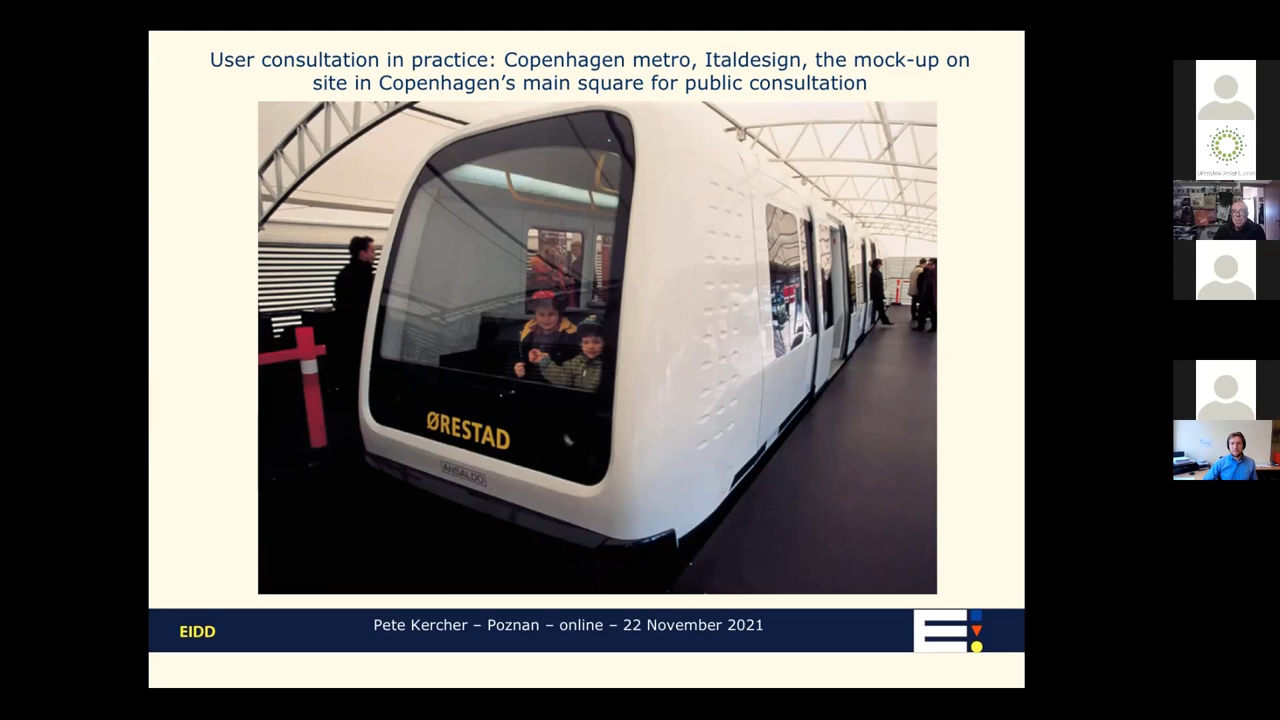 User consultation in practice: Copenhagen metro, Italdesign, the mock-up on
site in Copenhagen's main square for public consultation
ØRESTAD
ANSALDO
EIDD
Pete Kercher – Poznan – online – 22 November 2021